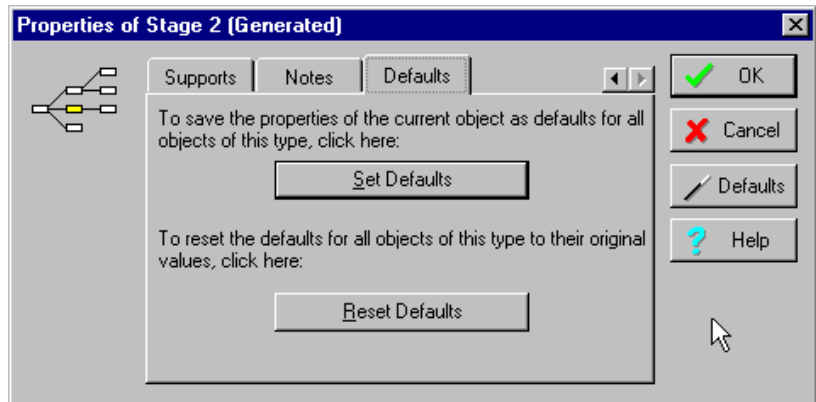 Properties of Stage 2 (Generated)
Supports
Notes
Defaults
To save the properties of the current object as defaults for all
objects of this type, click here:
Set Defaults
To reset the defaults for all objects of this type to their original
values, click here:
Reset Defaults
OK
Cancel
Defaults
Help